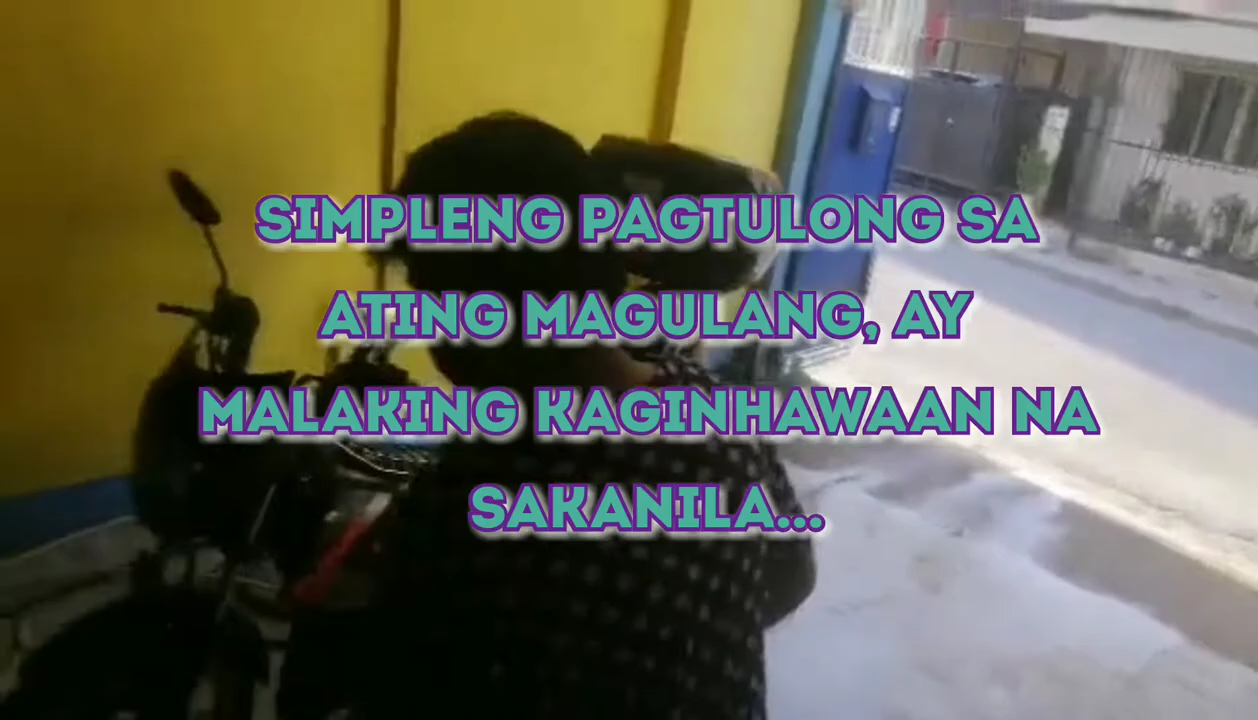 SIMPLENG PAGTULONG SA
ATING MAGULANG, AY
MALAKING KAGINHAWAAN NA
SAKANILA...